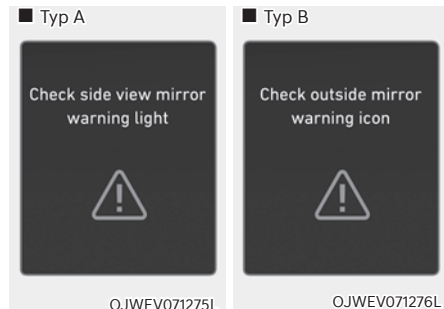 ■ Typ A
Check side view mirror
warning light
OJWEV071275L
■ Typ B
Check outside mirror
warning icon
OJWEV071276L